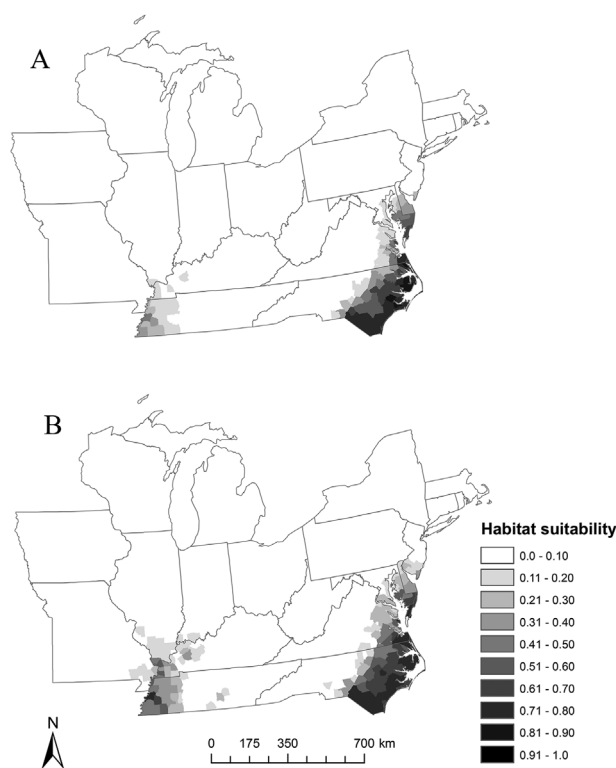 A
B
Habitat suitability
0.0 - 0.10
0.11 - 0.20
0.21 - 0.30
0.31 - 0.40
0.41 - 0.50
0.51 - 0.60
0.61 - 0.70
0.71 - 0.80
0.81 - 0.90
0.91 - 1.0
N
0 175 350 700 km